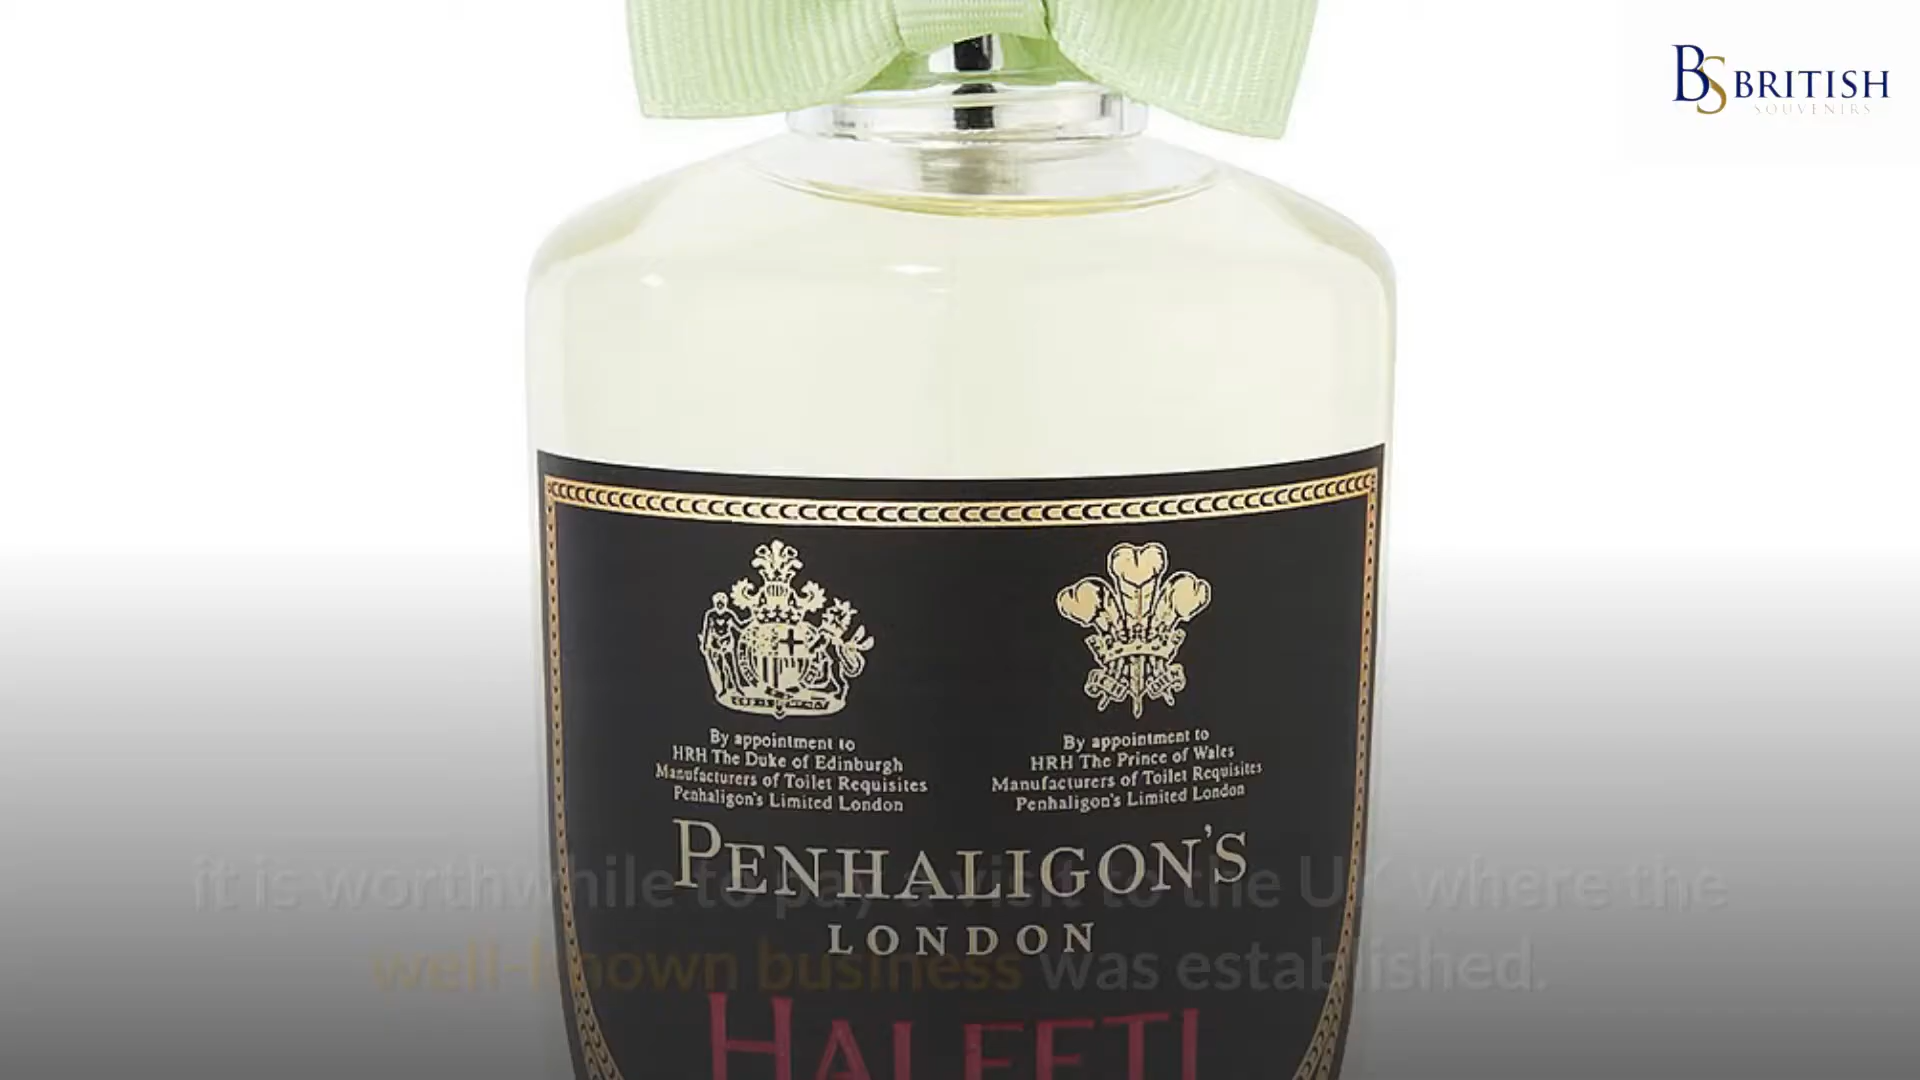 BS BRITISH
SOUVENIRS
By appointment to
HRH The Duke of Edinburgh
Manufacturers of Toilet Requisites
Penhaligon's Limited London
By appointment to
HRH The Prince of Wales
Manufacturers of Toilet Requisites
Penhaligon's Limited London
PENHALIGON'S
LONDON
HALFETI
it is worthwhile to pay a visit to the UK where the
well-known business was established.